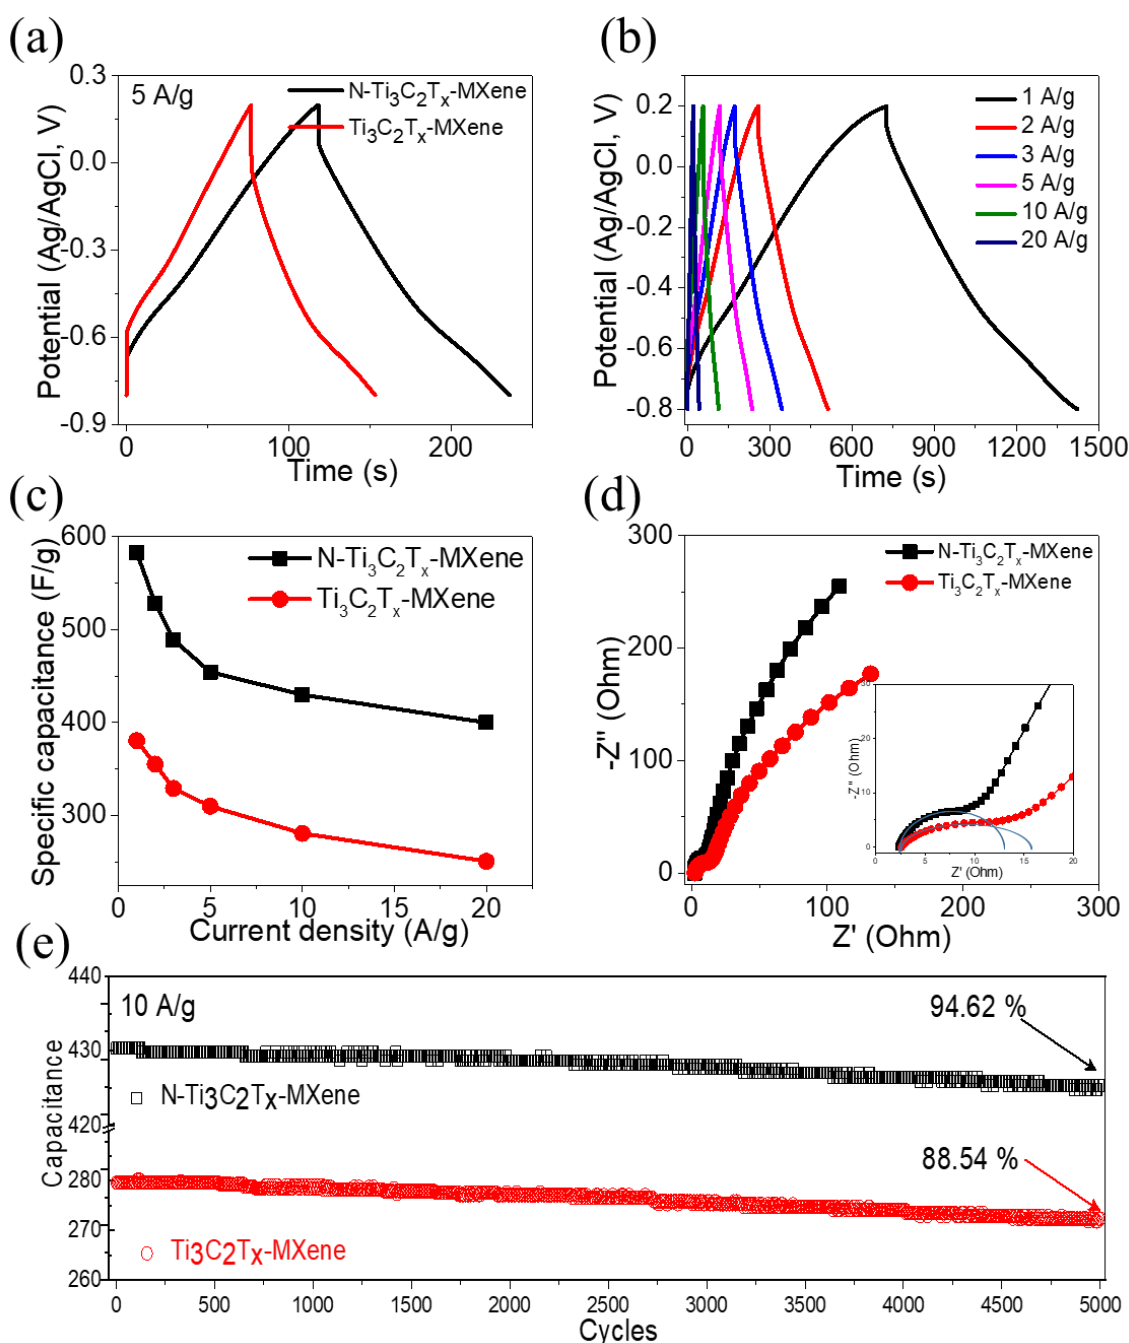 (a)
5 A/g
N-Ti₃C₂Tₓ-MXene
Ti₃C₂Tₓ-MXene
Potential (Ag/AgCl, V)
0.3
0.0
-0.3
-0.6
-0.9
0 100 200
Time (s)
(b)
1 A/g
2 A/g
3 A/g
5 A/g
10 A/g
20 A/g
Potential (Ag/AgCl, V)
0.2
0.0
-0.2
-0.4
-0.6
-0.8
0 300 600 900 1200 1500
Time (s)
(c)
N-Ti₃C₂Tₓ-MXene
Ti₃C₂Tₓ-MXene
Specific capacitance (F/g)
600
500
400
300
0 5 10 15 20
Current density (A/g)
(d)
N-Ti₃C₂Tₓ-MXene
Ti₃C₂Tₓ-MXene
-Z" (Ohm)
300
200
100
0
0 100 200 300
Z' (Ohm)
-Z" (Ohm)
30
20
10
0
0 5 10 15 20
Z' (Ohm)
(e)
10 A/g
94.62 %
N-Ti3C2Tx-MXene
88.54 %
Ti3C2Tx-MXene
Capacitance
440
430
420
280
270
260
0 500 1000 1500 2000 2500 3000 3500 4000 4500 5000
Cycles